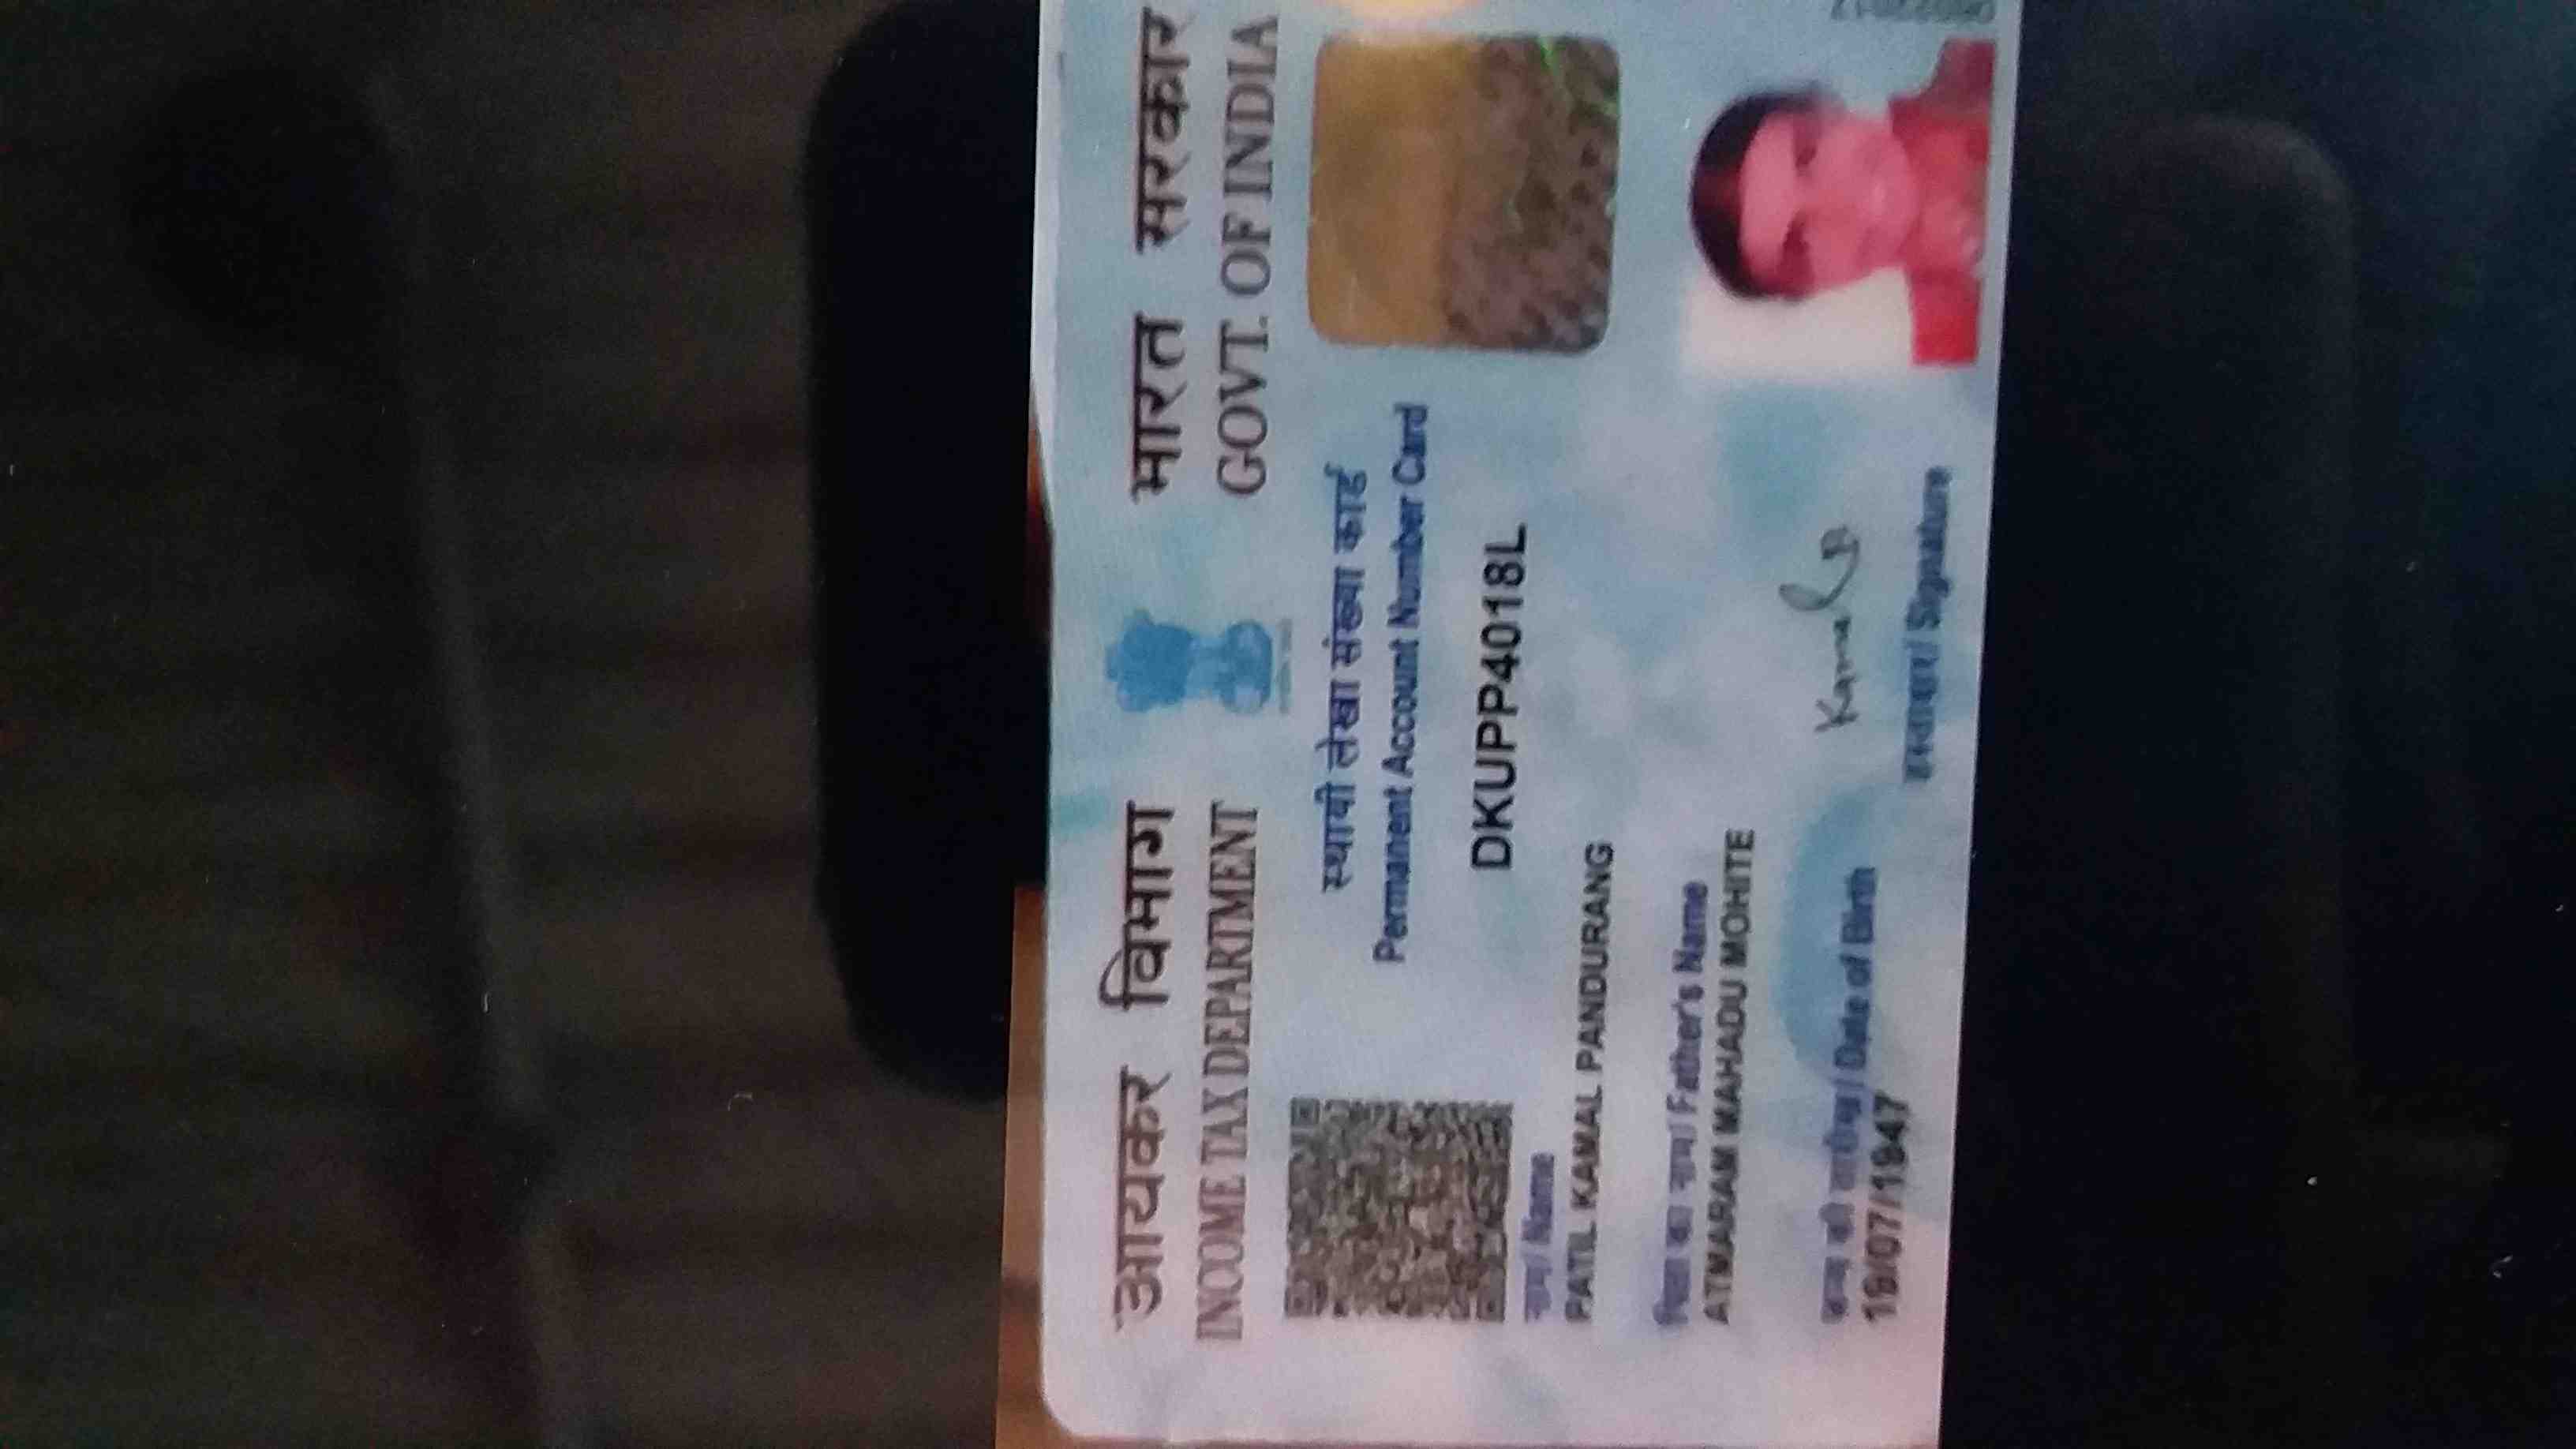 आयकर विभाग
INCOME TAX DEPARTMENT
भारत सरकार
GOVT. OF INDIA
स्थायी लेखा संख्या कार्ड
Permanent Account Number Card
DKUPP4018L
नाम / Name
PATIL KAMAL PANDURANG
पिता का नाम / Father's Name
ATMARAM MAHADU MOHITE
जन्म की तारीख / Date of Birth
/07/1947
Kamal P
हस्ताक्षर / Signature